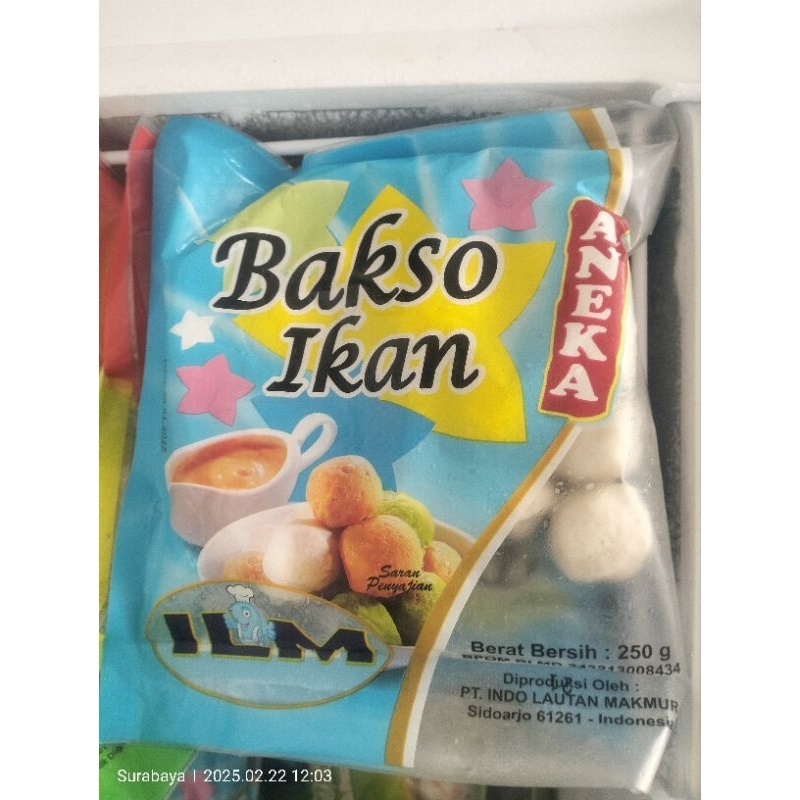 Bakso
Ikan
ANEKA
Saran
Penyajian
ILM
Berat Bersih : 250 g
Diproduksi Oleh :
PT. INDO LAUTAN MAKMUR
Sidoarjo 61261 - Indones
Surabaya | 2025.02.22 12:03